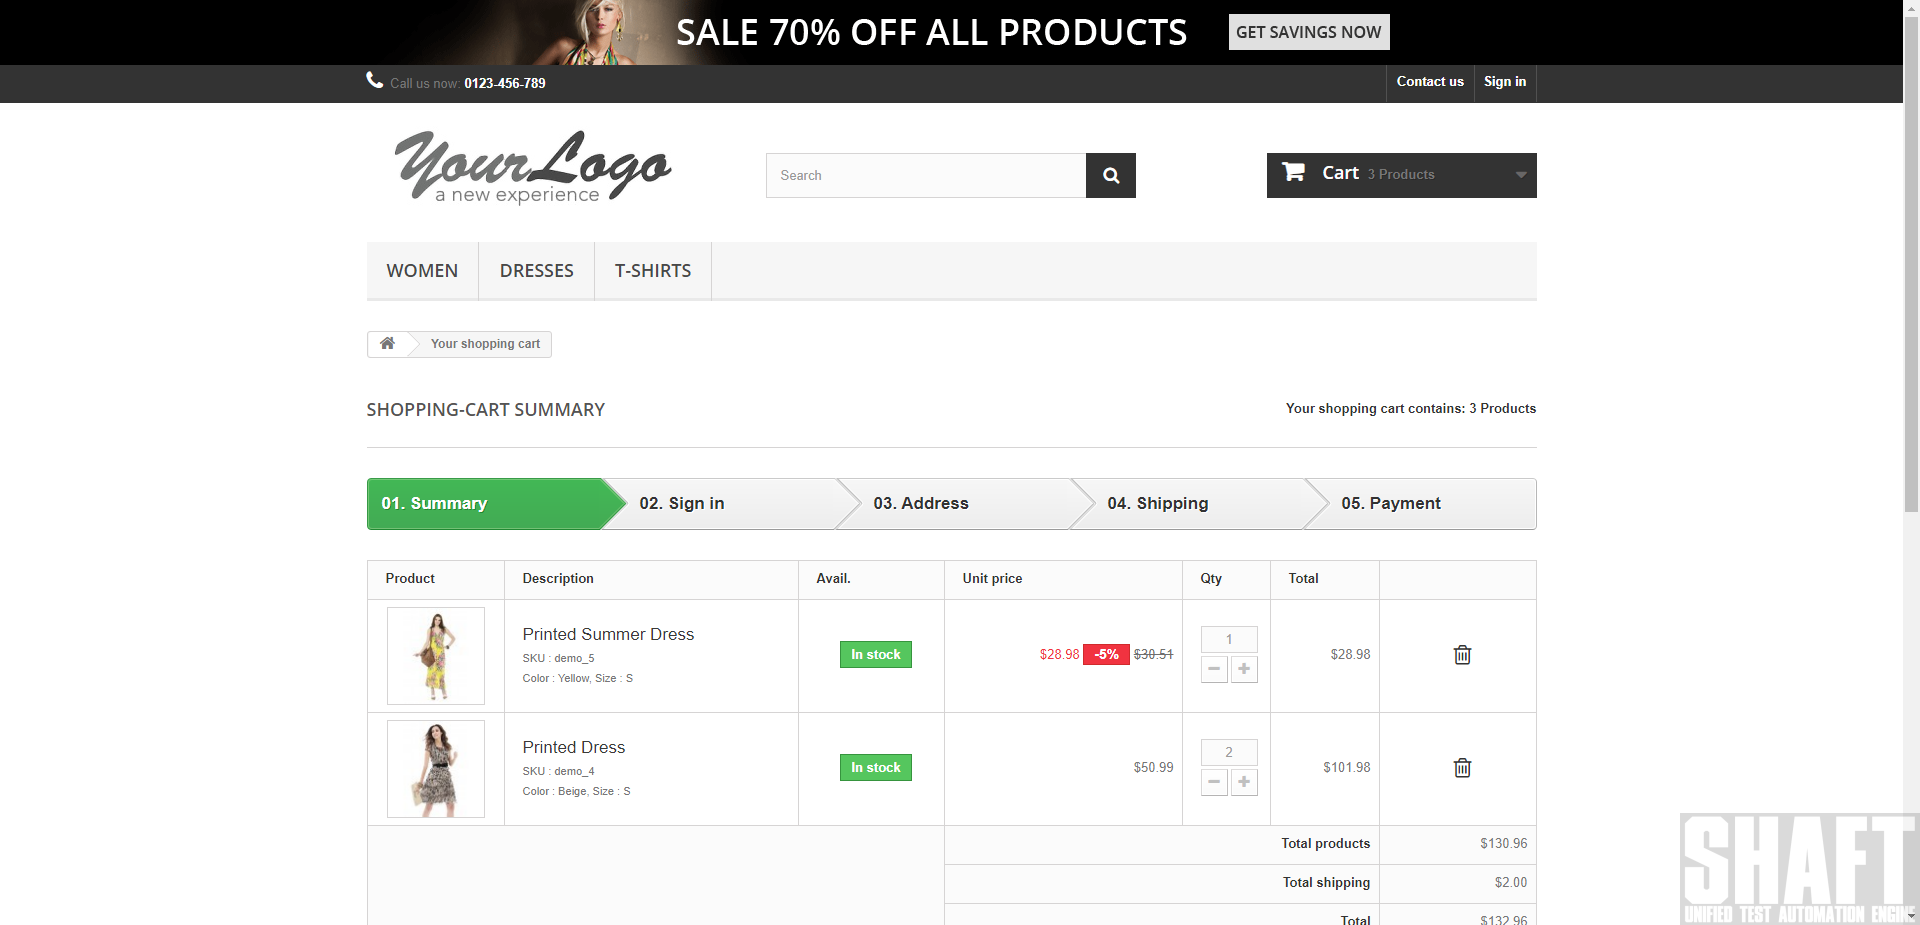 SALE 70% OFF ALL PRODUCTS GET SAVINGS NOW
Call us now: 0123-456-789 Contact us Sign in
YourLogo
a new experience
Search
Cart 3 Products
WOMEN DRESSES T-SHIRTS
Your shopping cart
SHOPPING-CART SUMMARY Your shopping cart contains: 3 Products
01. Summary 02. Sign in 03. Address 04. Shipping 05. Payment
Product Description Avail. Unit price Qty Total
Printed Summer Dress
SKU : demo_5
Color : Yellow, Size : S
In stock
$28.98 -5% $30.51
1
$28.98
Printed Dress
SKU : demo_4
Color : Beige, Size : S
In stock
$50.99
2
$101.98
Total products $130.96
Total shipping $2.00
Total $132.96
SHAFT
UNIFIED TEST AUTOMATION ENGINE